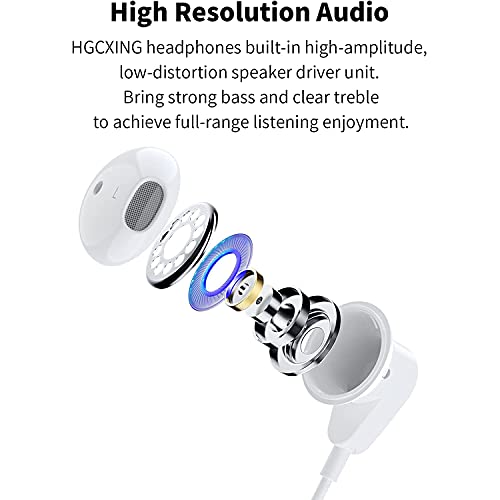 High Resolution Audio
HGCXING headphones built-in high-amplitude,
low-distortion speaker driver unit.
Bring strong bass and clear treble
to achieve full-range listening enjoyment.
L